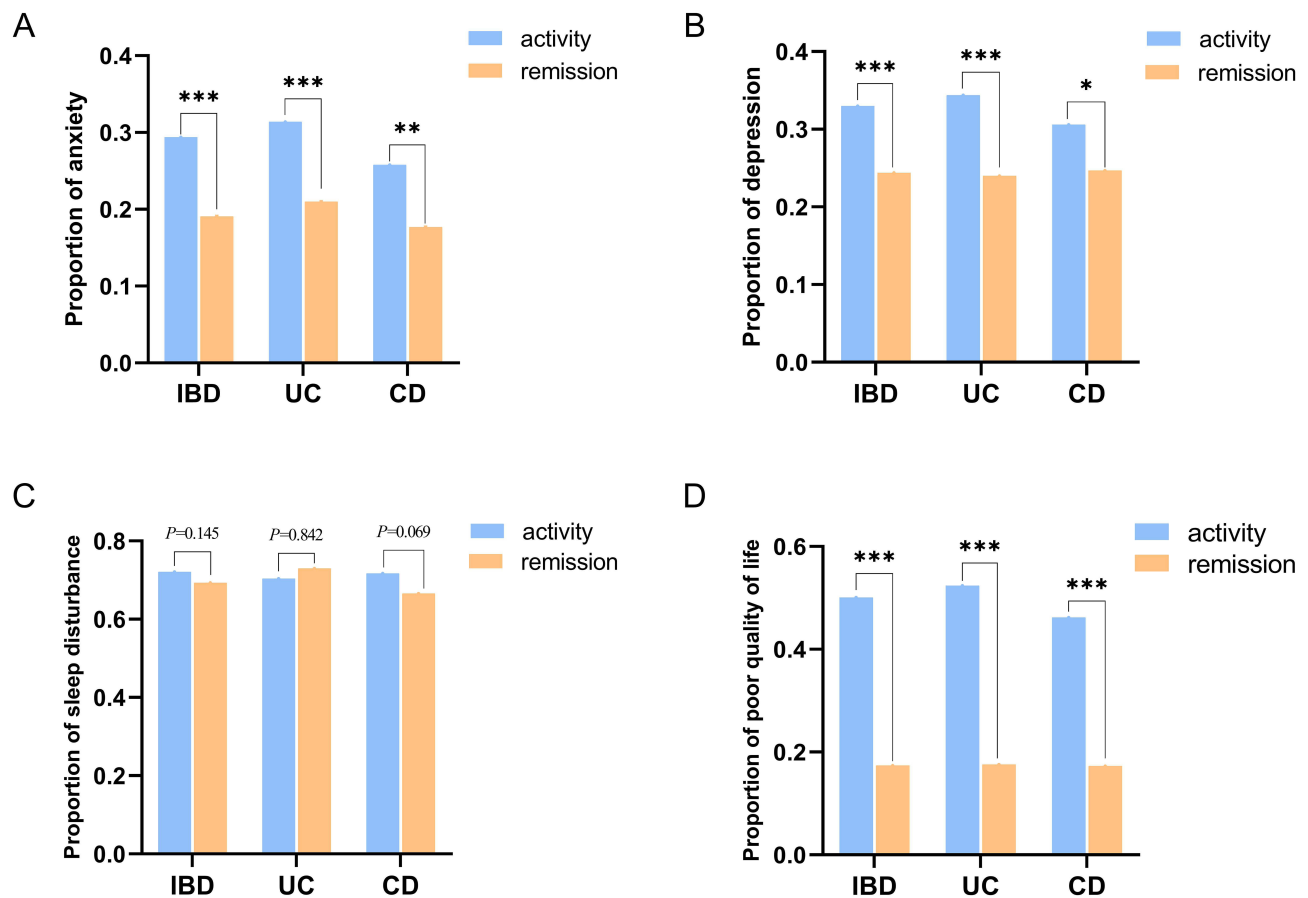 A
activity
remission
Proportion of anxiety
0.4
0.3
0.2
0.1
0.0
***
***
**
IBD UC CD
B
activity
remission
Proportion of depression
0.4
0.3
0.2
0.1
0.0
***
***
*
IBD UC CD
C
activity
remission
Proportion of sleep disturbance
0.8
0.6
0.4
0.2
0.0
P=0.145 P=0.842 P=0.069
IBD UC CD
D
activity
remission
Proportion of poor quality of life
0.6
0.4
0.2
0.0
***
***
***
IBD UC CD